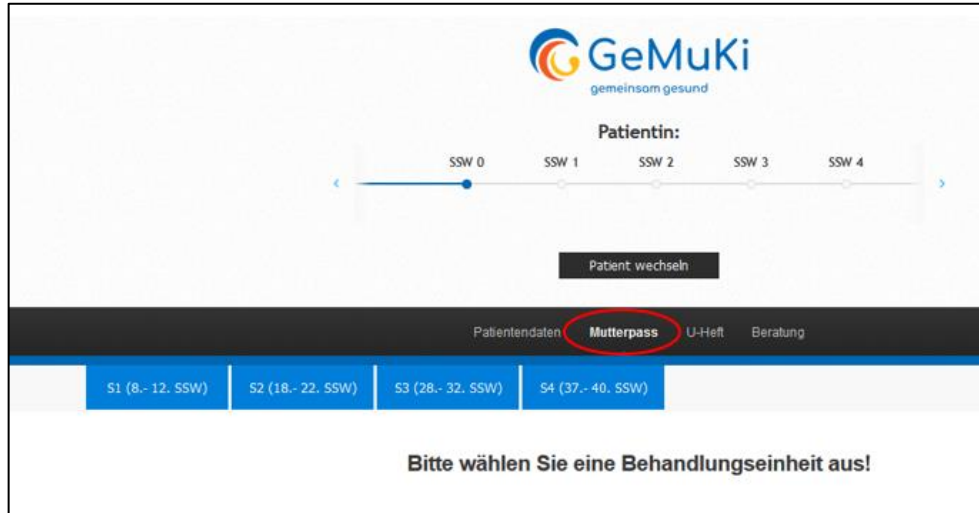 GeMuKi
gemeinsam gesund
Patientin:
SSW 0 SSW 1 SSW 2 SSW 3 SSW 4
Patient wechseln
Patientendaten Mutterpass U-Heft Beratung
S1 (8.- 12. SSW) S2 (18.- 22. SSW) S3 (28.- 32. SSW) S4 (37.- 40. SSW)
Bitte wählen Sie eine Behandlungseinheit aus!